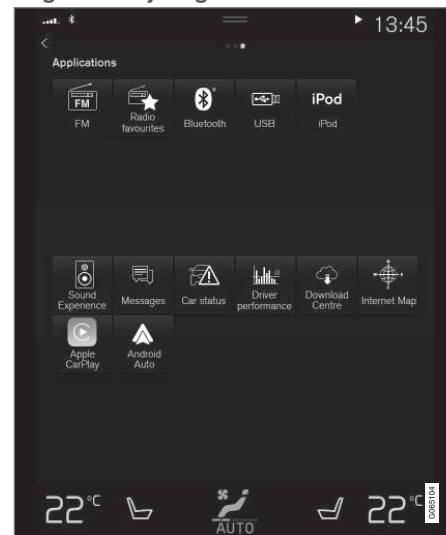 13:45
Applications
FM
iPod
FM
Radio
favourites
Bluetooth
USB
iPod
Sound
Experience
Messages
Car status
Driver
performance
Download
Centre
Internet Map
Apple
CarPlay
Android
Auto
22°C
AUTO
22°C
G065104